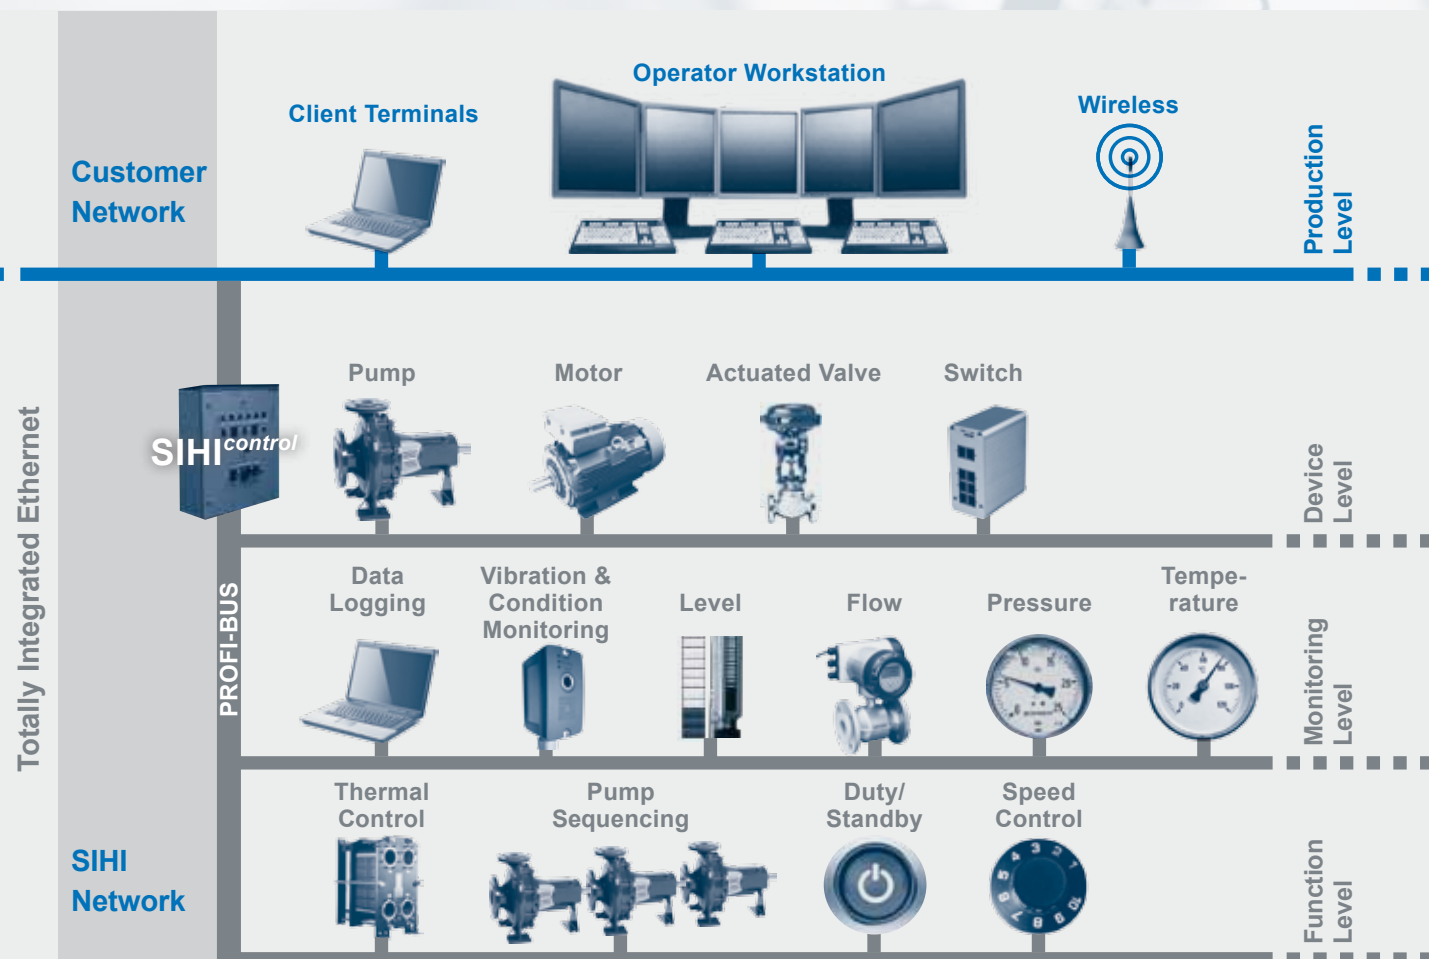 Operator Workstation
Client Terminals
Wireless
Customer
Network
Production
Level
Totally Integrated Ethernet
Pump
Motor
Actuated Valve
Switch
SIHI control
Device
Level
PROFI-BUS
Data
Logging
Vibration &
Condition
Monitoring
Level
Flow
Pressure
Tempe-
rature
Monitoring
Level
Thermal
Control
Pump
Sequencing
Duty/
Standby
Speed
Control
SIHI
Network
Function
Level